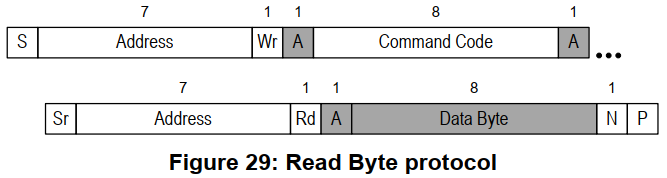 7 1 1 8 1
S Address Wr A Command Code A ...
7 1 1 8 1
Sr Address Rd A Data Byte N P
Figure 29: Read Byte protocol